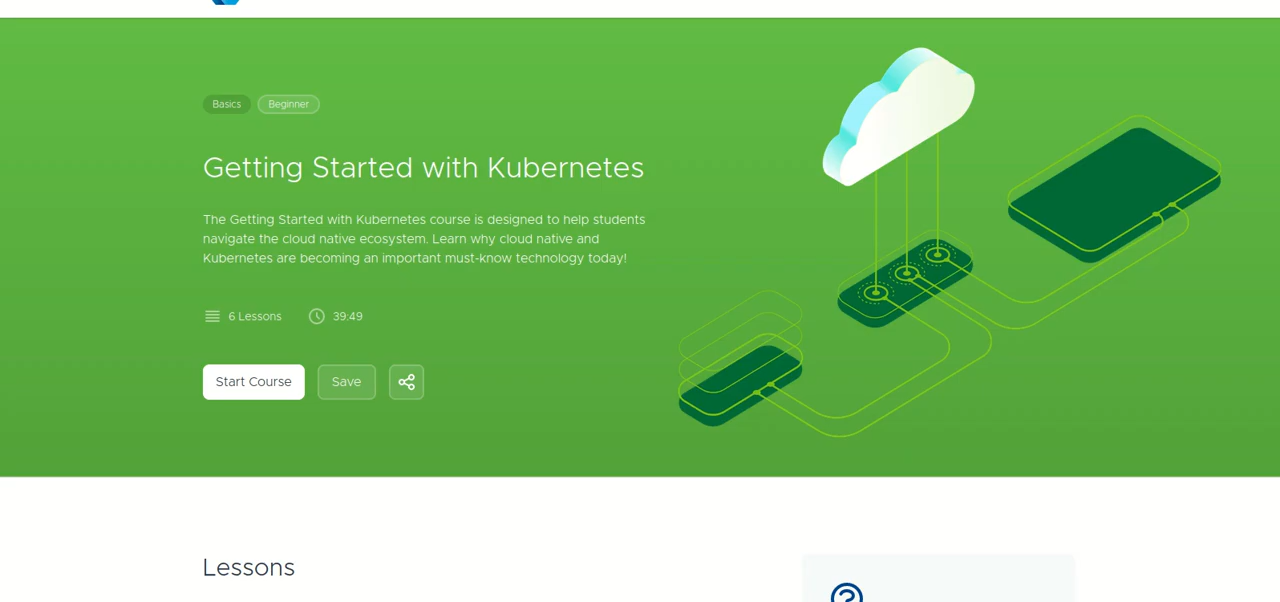 Basics
Beginner
Getting Started with Kubernetes
The Getting Started with Kubernetes course is designed to help students
navigate the cloud native ecosystem. Learn why cloud native and
Kubernetes are becoming an important must-know technology today!
6 Lessons
39:49
Start Course
Save
Lessons